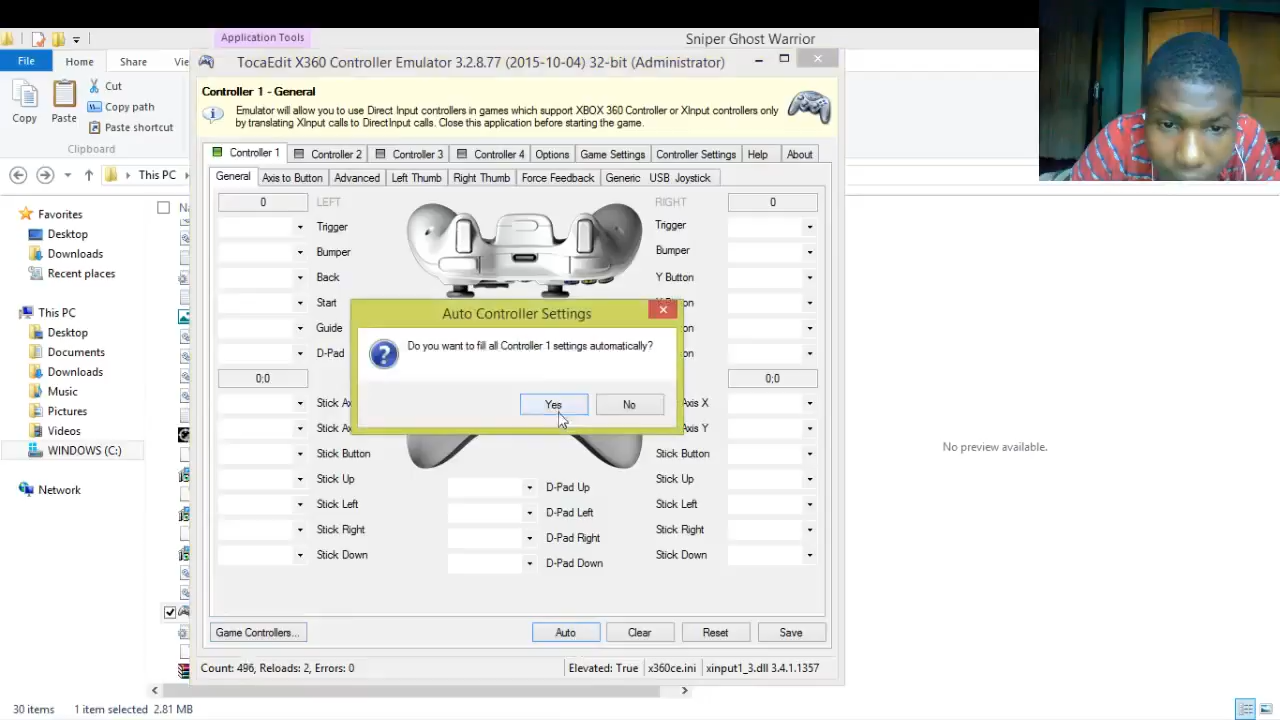 Application Tools
Sniper Ghost Warrior
File
Home
Share
Copy
Paste
Cut
Copy path
Paste shortcut
Clipboard
This PC
TocaEdit X360 Controller Emulator 3.2.8.77 (2015-10-04) 32-bit (Administrator)
Controller 1 - General
Emulator will allow you to use Direct Input controllers in games which support XBOX 360 Controller or XInput controllers only
by translating XInput calls to DirectInput calls. Close this application before starting the game.
Controller 1
Controller 2
Controller 3
Controller 4
Options
Game Settings
Controller Settings
Help
About
General
Axis to Button
Advanced
Left Thumb
Right Thumb
Force Feedback
Generic USB Joystick
0
LEFT
RIGHT
0
Trigger
Trigger
Bumper
Bumper
Back
Y Button
Start
Guide
D-Pad
0;0
0;0
Stick Button
Stick Button
Stick Up
Stick Up
Stick Left
Stick Left
Stick Right
Stick Right
Stick Down
Stick Down
D-Pad Up
D-Pad Left
D-Pad Right
D-Pad Down
Auto Controller Settings
Do you want to fill all Controller 1 settings automatically?
Yes
No
Game Controllers...
Auto
Clear
Reset
Save
Count: 496, Reloads: 2, Errors: 0
Elevated: True
x360ce.ini
xinput1_3.dll 3.4.1.1357
Favorites
Desktop
Downloads
Recent places
This PC
Desktop
Documents
Downloads
Music
Pictures
Videos
WINDOWS (C:)
Network
No preview available.
30 items
1 item selected 2.81 MB